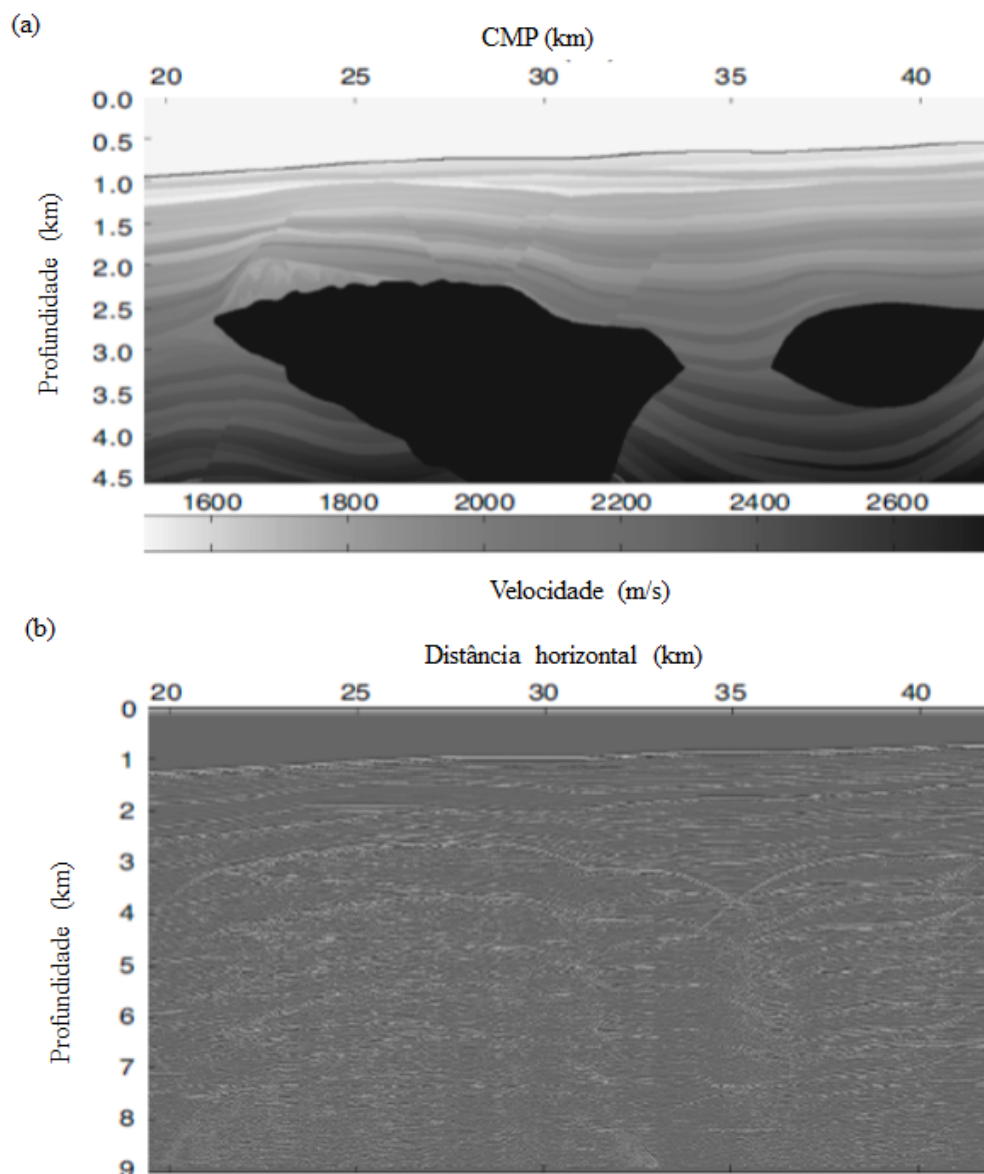 (a)
CMP (km)
20 25 30 35 40
0.0
0.5
1.0
1.5
2.0
2.5
3.0
3.5
4.0
4.5
Profundidade (km)
1600 1800 2000 2200 2400 2600
Velocidade (m/s)
(b)
Distância horizontal (km)
20 25 30 35 40
0
1
2
3
4
5
6
7
8
9
Profundidade (km)